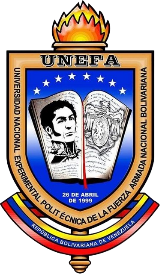 UNEFA
UNIVERSIDAD NACIONAL EXPERIMENTAL POLITÉCNICA DE LA FUERZA ARMADA NACIONAL BOLIVARIANA
26 DE ABRIL
DE 1999
REPÚBLICA BOLIVARIANA DE VENEZUELA